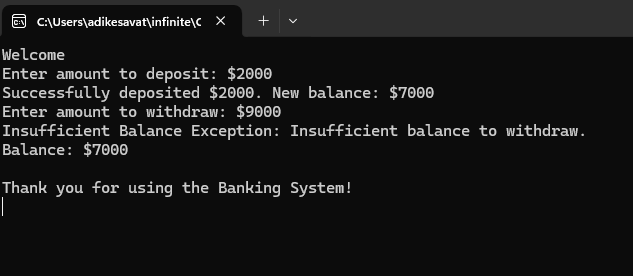 C:\Users\adikesavat\infinite\C
Welcome
Enter amount to deposit: $2000
Successfully deposited $2000. New balance: $7000
Enter amount to withdraw: $9000
Insufficient Balance Exception: Insufficient balance to withdraw.
Balance: $7000
Thank you for using the Banking System!